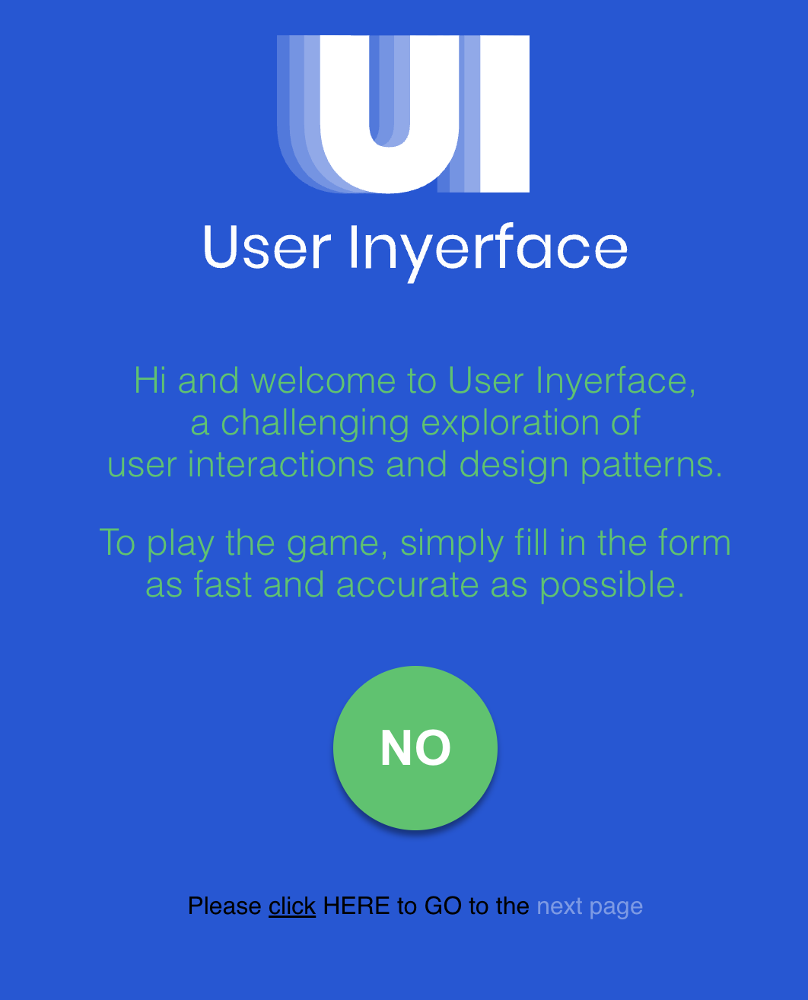 UI
User Inyerface
Hi and welcome to User Inyerface,
a challenging exploration of
user interactions and design patterns.
To play the game, simply fill in the form
as fast and accurate as possible.
NO
Please click HERE to GO to the next page